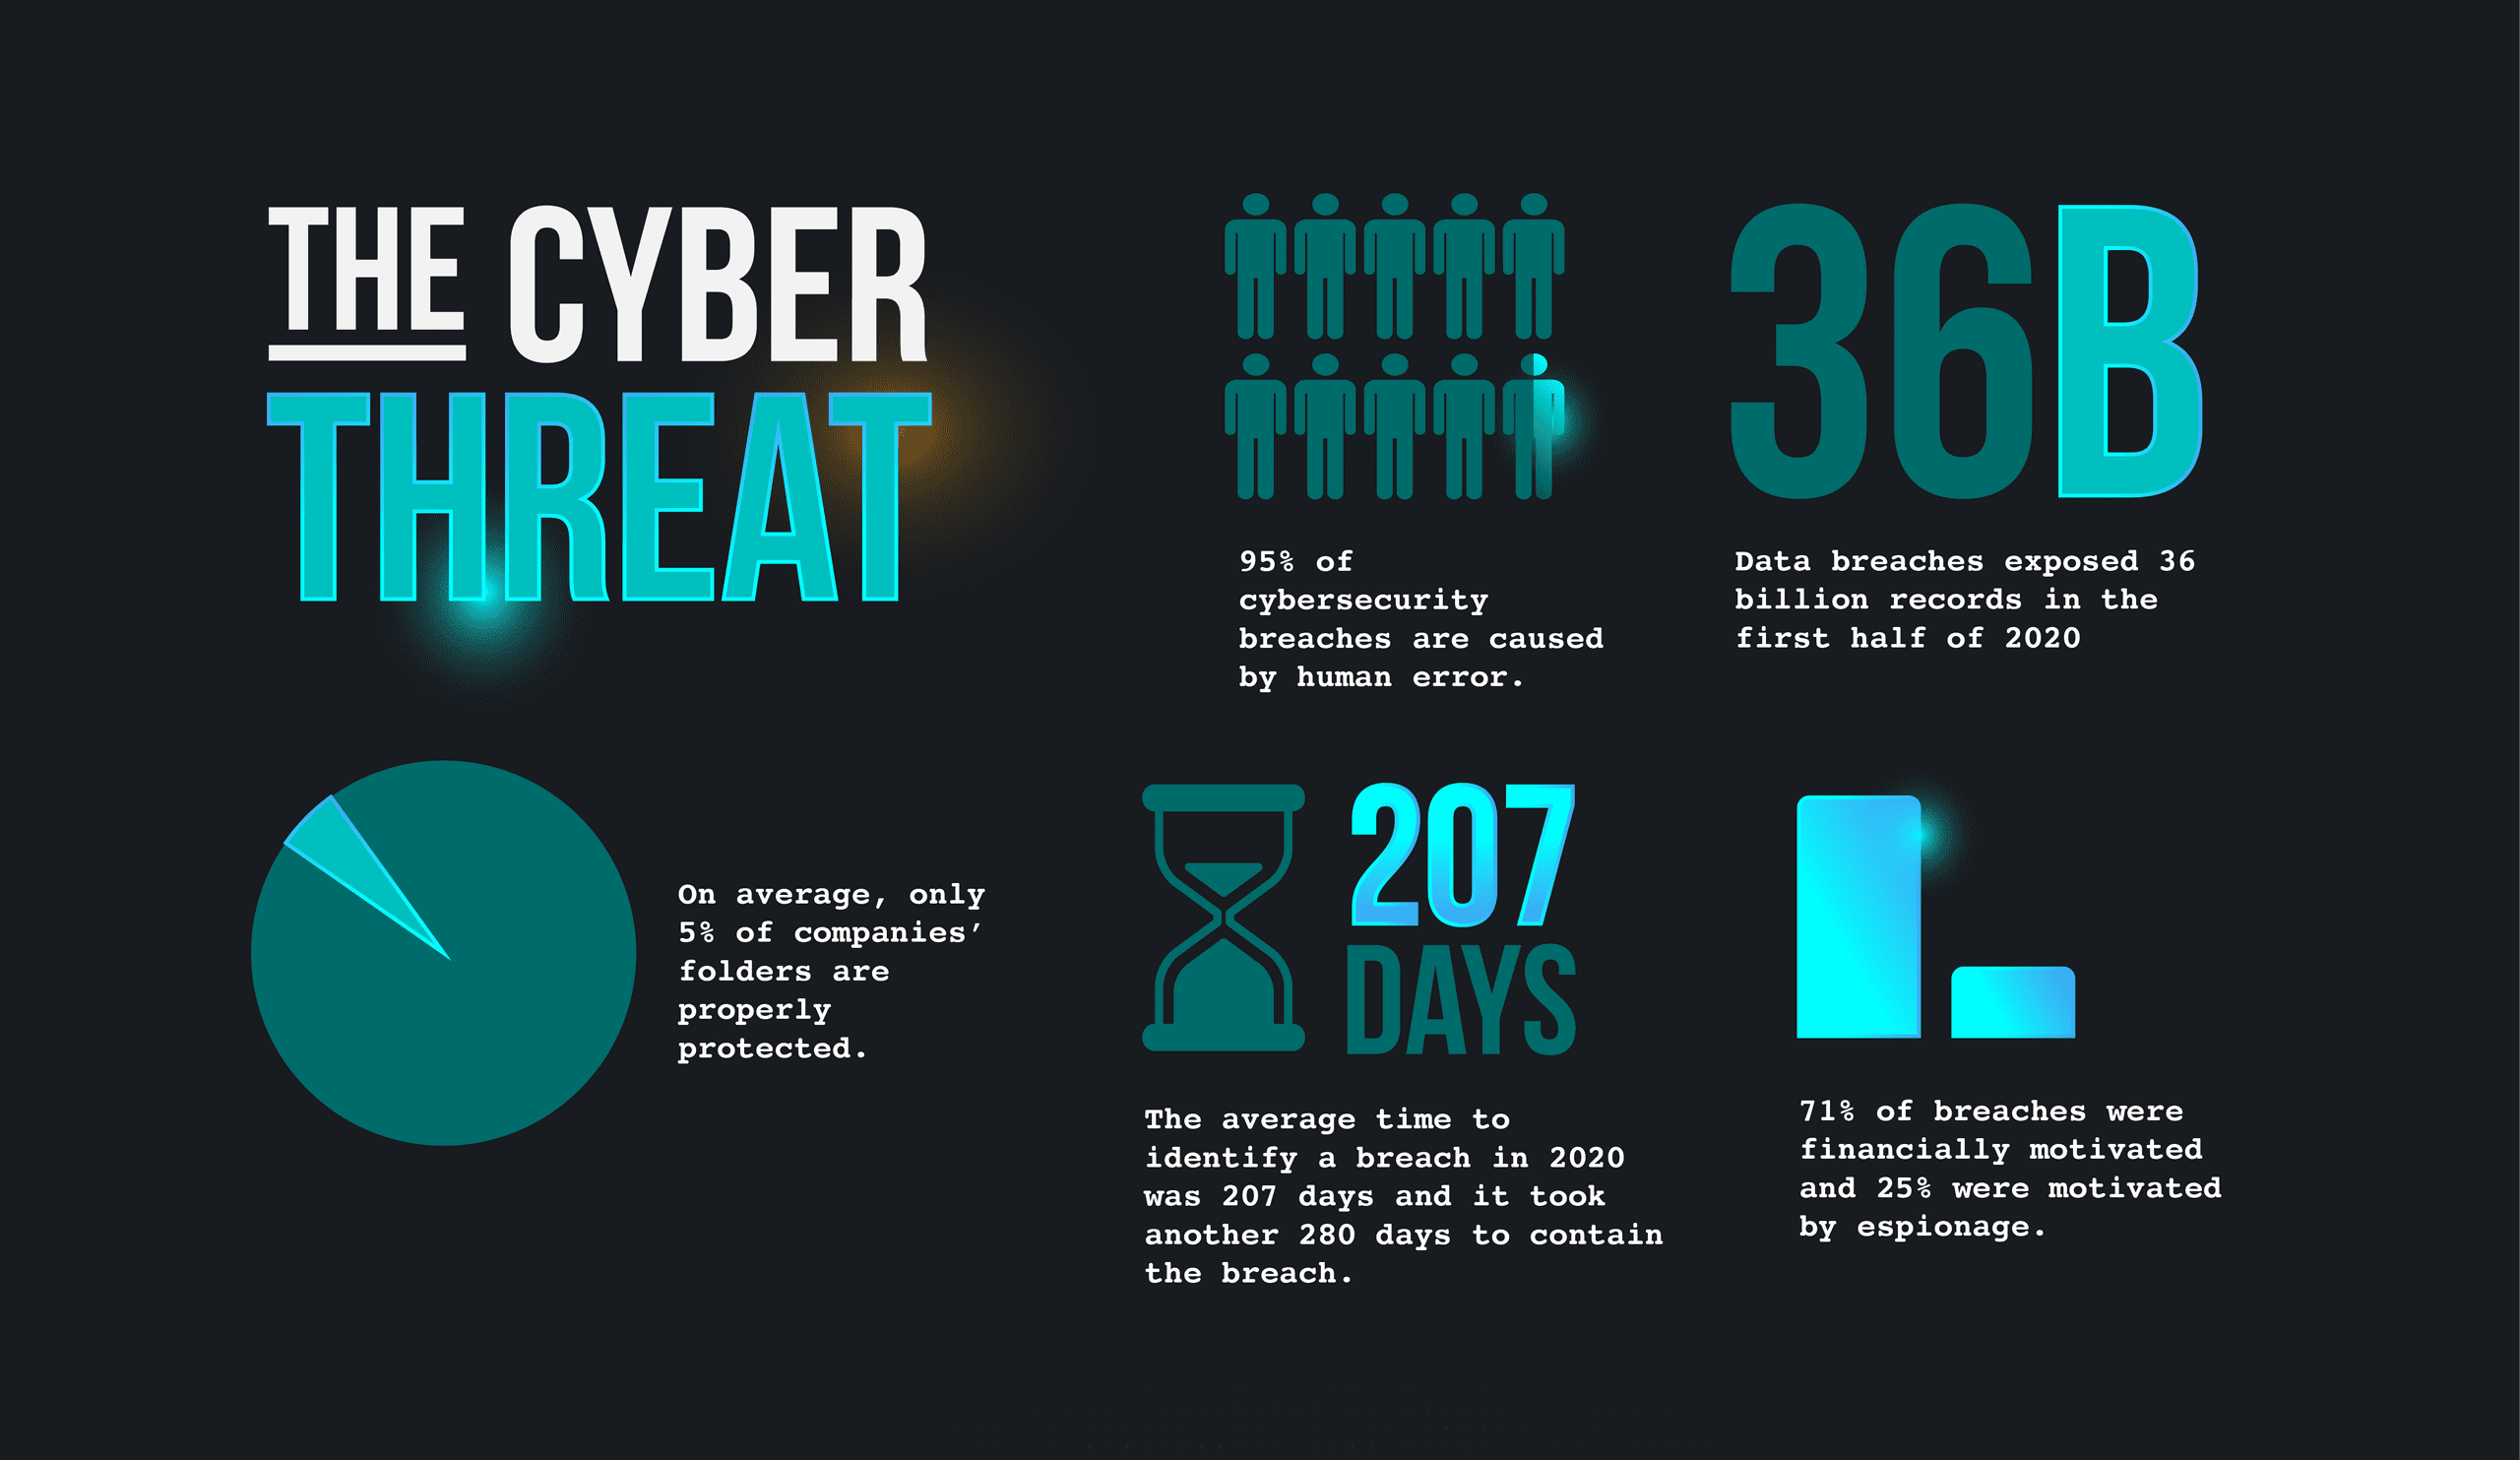 THE CYBER
THREAT
36B
95% of
cybersecurity
breaches are caused
by human error.
Data breaches exposed 36
billion records in the
first half of 2020
On average, only
5% of companies’
folders are
properly
protected.
207
DAYS
The average time to
identify a breach in 2020
was 207 days and it took
another 280 days to contain
the breach.
71% of breaches were
financially motivated
and 25% were motivated
by espionage.